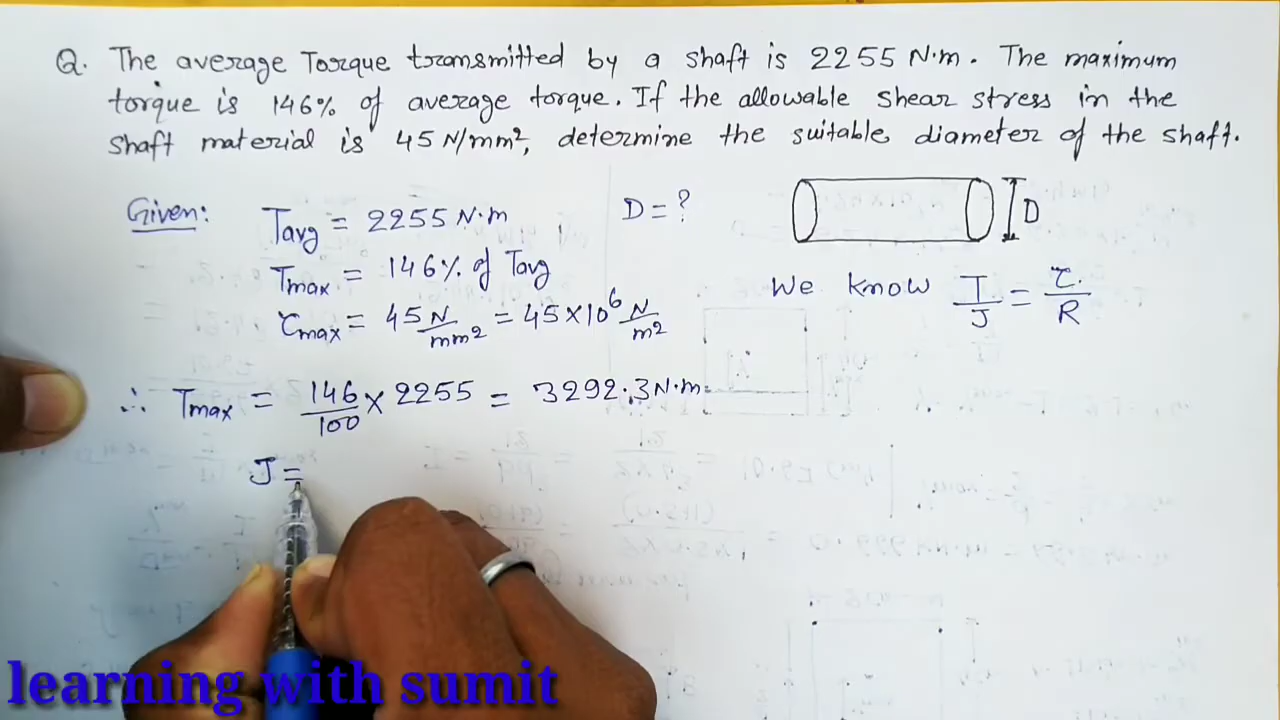 Q. The average Torque transmitted by a shaft is 2255 N·m. The maximum
torque is 146% of average torque. If the allowable shear stress in the
shaft material is 45 N/mm², determine the suitable diameter of the shaft.
Given: Tavg = 2255 N·m D = ? D
Tmax = 146% of Tavg We know T/J = τ/R
τmax = 45 N/mm² = 45×10⁶ N/m²
∴ Tmax = 146/100 × 2255 = 3292.3 N·m.
J =
learning with sumit